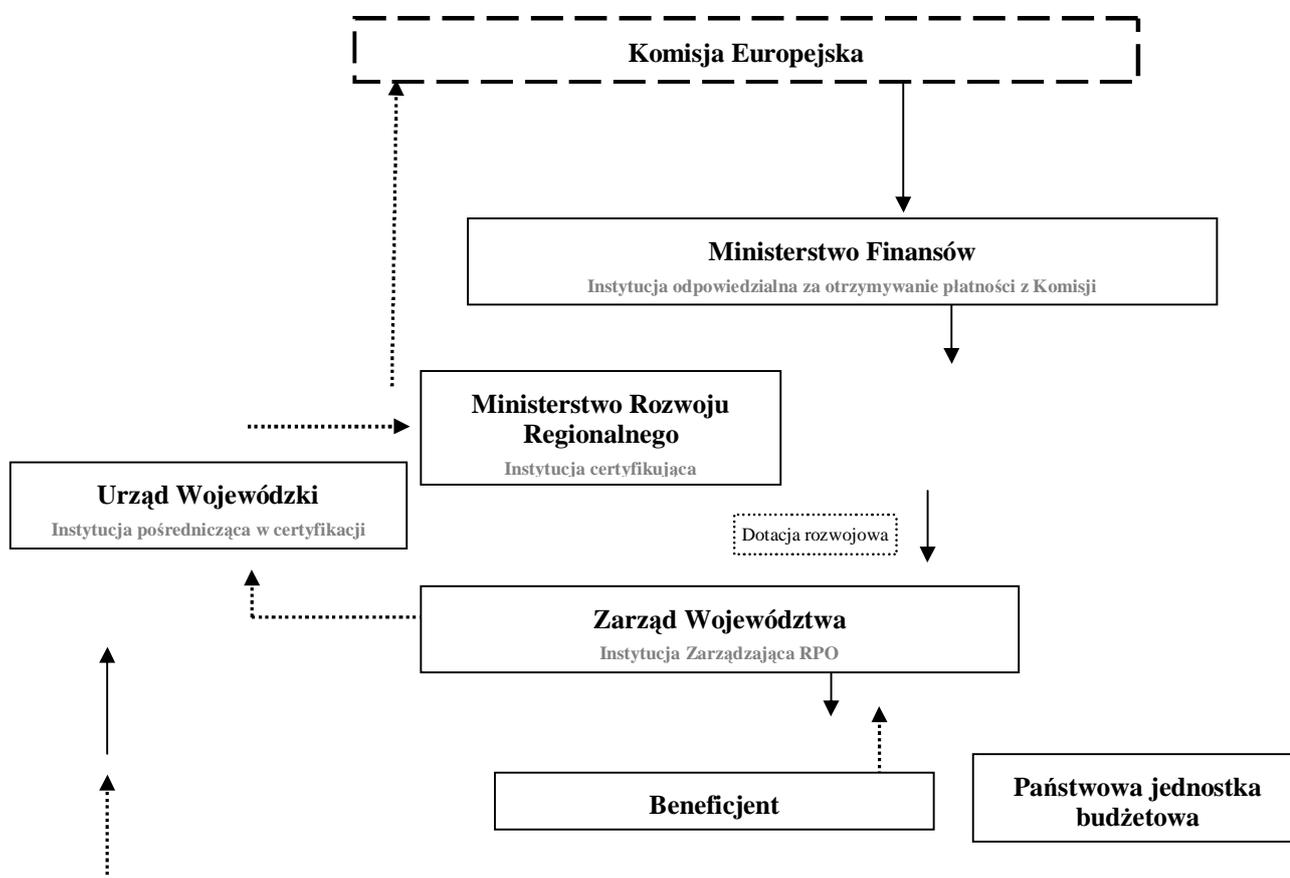 Komisja Europejska
Ministerstwo Finansów
Instytucja odpowiedzialna za otrzymywanie płatności z Komisji
Ministerstwo Rozwoju
Regionalnego
Instytucja certyfikująca
Urząd Wojewódzki
Instytucja pośrednicząca w certyfikacji
Dotacja rozwojowa
Zarząd Województwa
Instytucja Zarządzająca RPO
Beneficjent
Państwowa jednostka
budżetowa